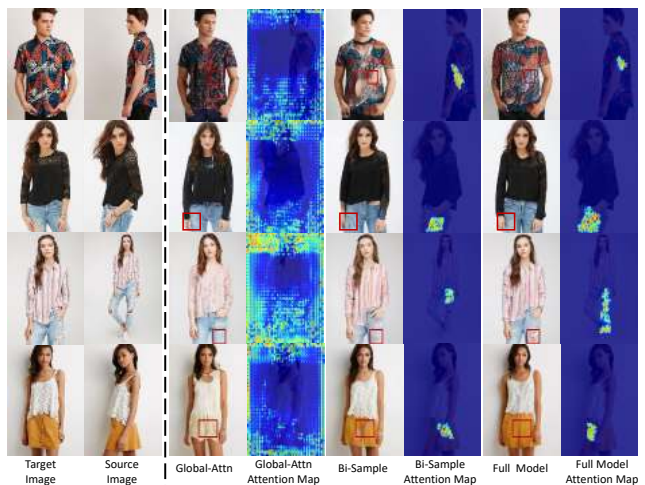 Target Image
Source Image
Global-Attn
Global-Attn Attention Map
Bi-Sample
Bi-Sample Attention Map
Full Model
Full Model Attention Map